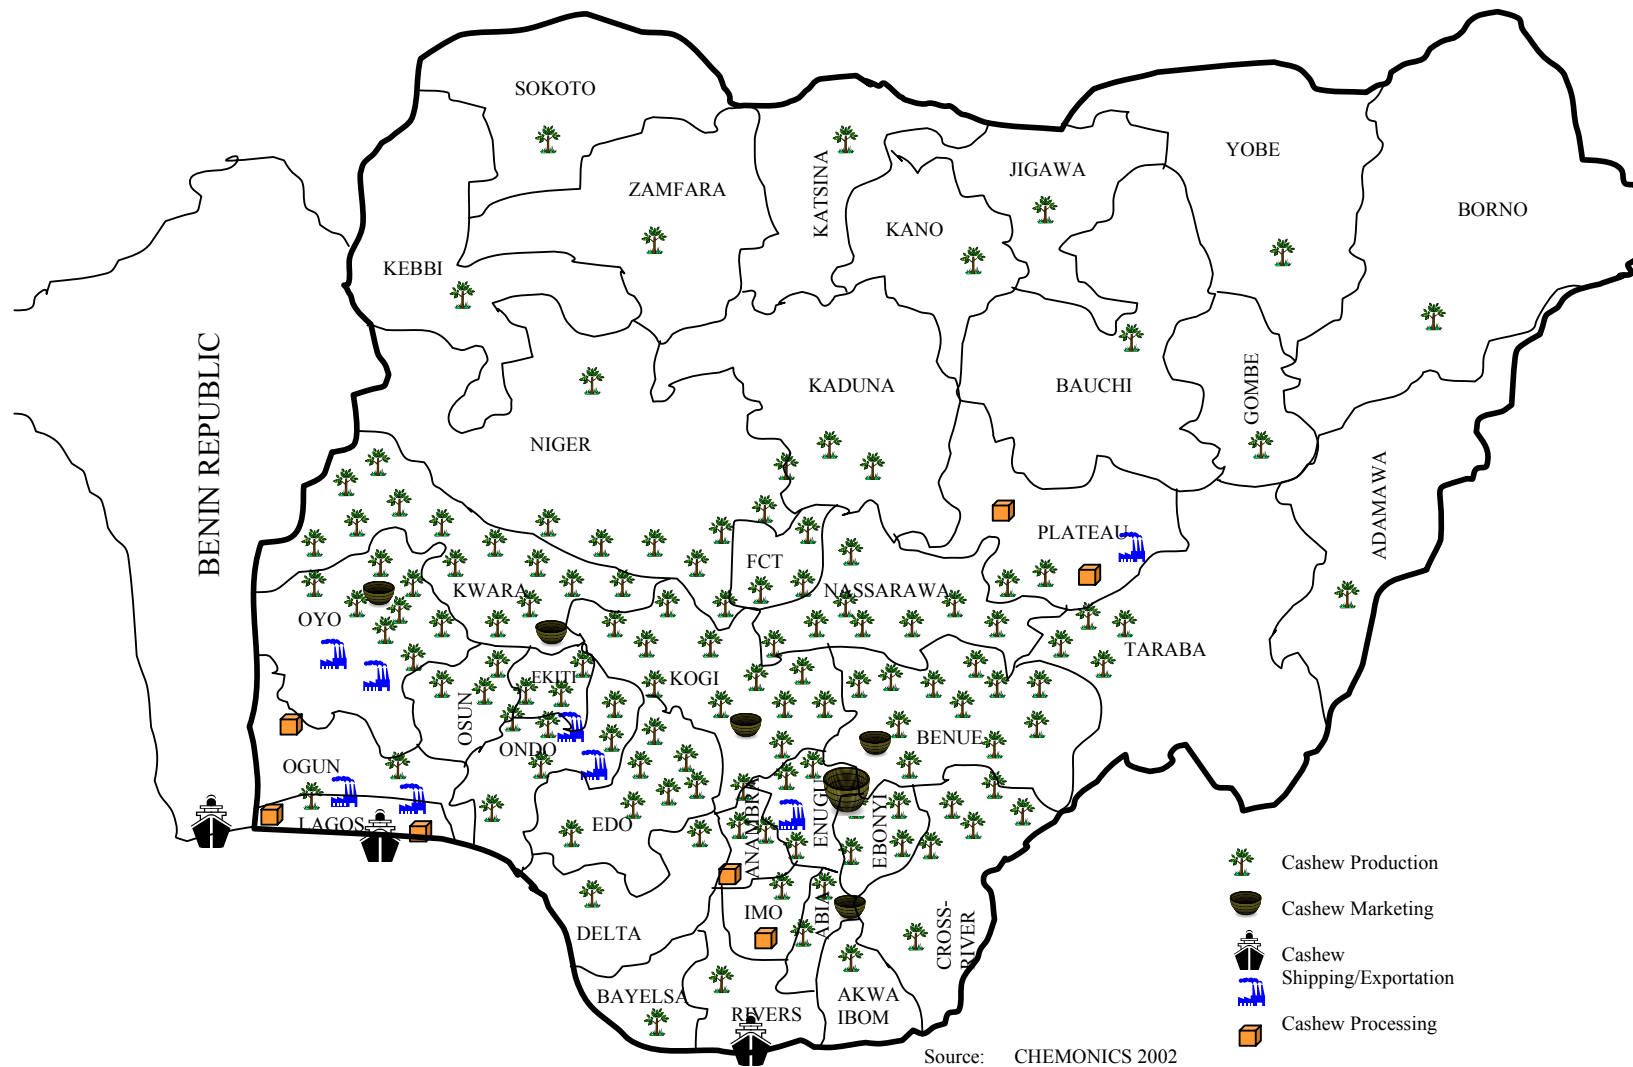 SOKOTO
YOBE
ZAMFARA
KATSINA
JIGAWA
BORNO
KANO
KEBBI
BENIN REPUBLIC
KADUNA
BAUCHI
GOMBE
NIGER
ADAMAWA
PLATEAU
FCT
KWARA
NASSARAWA
OYO
TARABA
EKITI
KOGI
OSUN
ONDO
BENUE
OGUN
LAGOS
EDO
ANAMBRA
ENUGU
EBONYI
IMO
ABIA
DELTA
CROSS-
RIVER
BAYELSA
RIVERS
AKWA
IBOM
Cashew Production
Cashew Marketing
Cashew
Shipping/Exportation
Cashew Processing
Source: CHEMONICS 2002